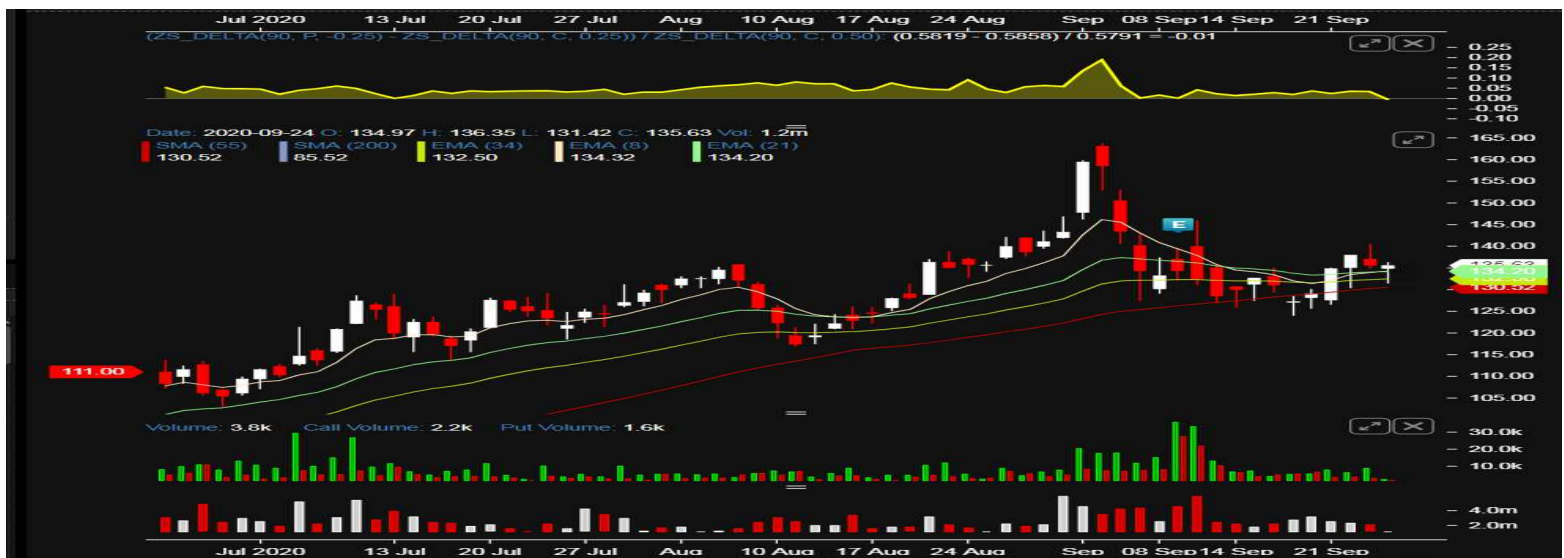 Jul 2020 13 Jul 20 Jul 27 Jul Aug 10 Aug 17 Aug 24 Aug Sep 08 Sep 14 Sep 21 Sep
(ZS_DELTA(90, P, -0.25) - ZS_DELTA(90, C, 0.25)) / ZS_DELTA(90, C, 0.50): (0.5819 - 0.5858) / 0.5791 = -0.01
0.25
0.20
0.15
0.10
0.05
0.00
-0.05
-0.10
Date: 2020-09-24 O: 134.97 H: 136.35 L: 131.42 C: 135.63 Vol: 1.2m
SMA (55) SMA (200) EMA (34) EMA (8) EMA (21)
130.52 85.52 132.50 134.32 134.20
165.00
160.00
155.00
150.00
E
145.00
140.00
135.63
134.20
130.52
125.00
120.00
115.00
111.00
110.00
105.00
Volume: 3.8k Call Volume: 2.2k Put Volume: 1.6k
30.0k
20.0k
10.0k
4.0m
2.0m
Jul 2020 13 Jul 20 Jul 27 Jul Aug 10 Aug 17 Aug 24 Aug Sep 08 Sep 14 Sep 21 Sep